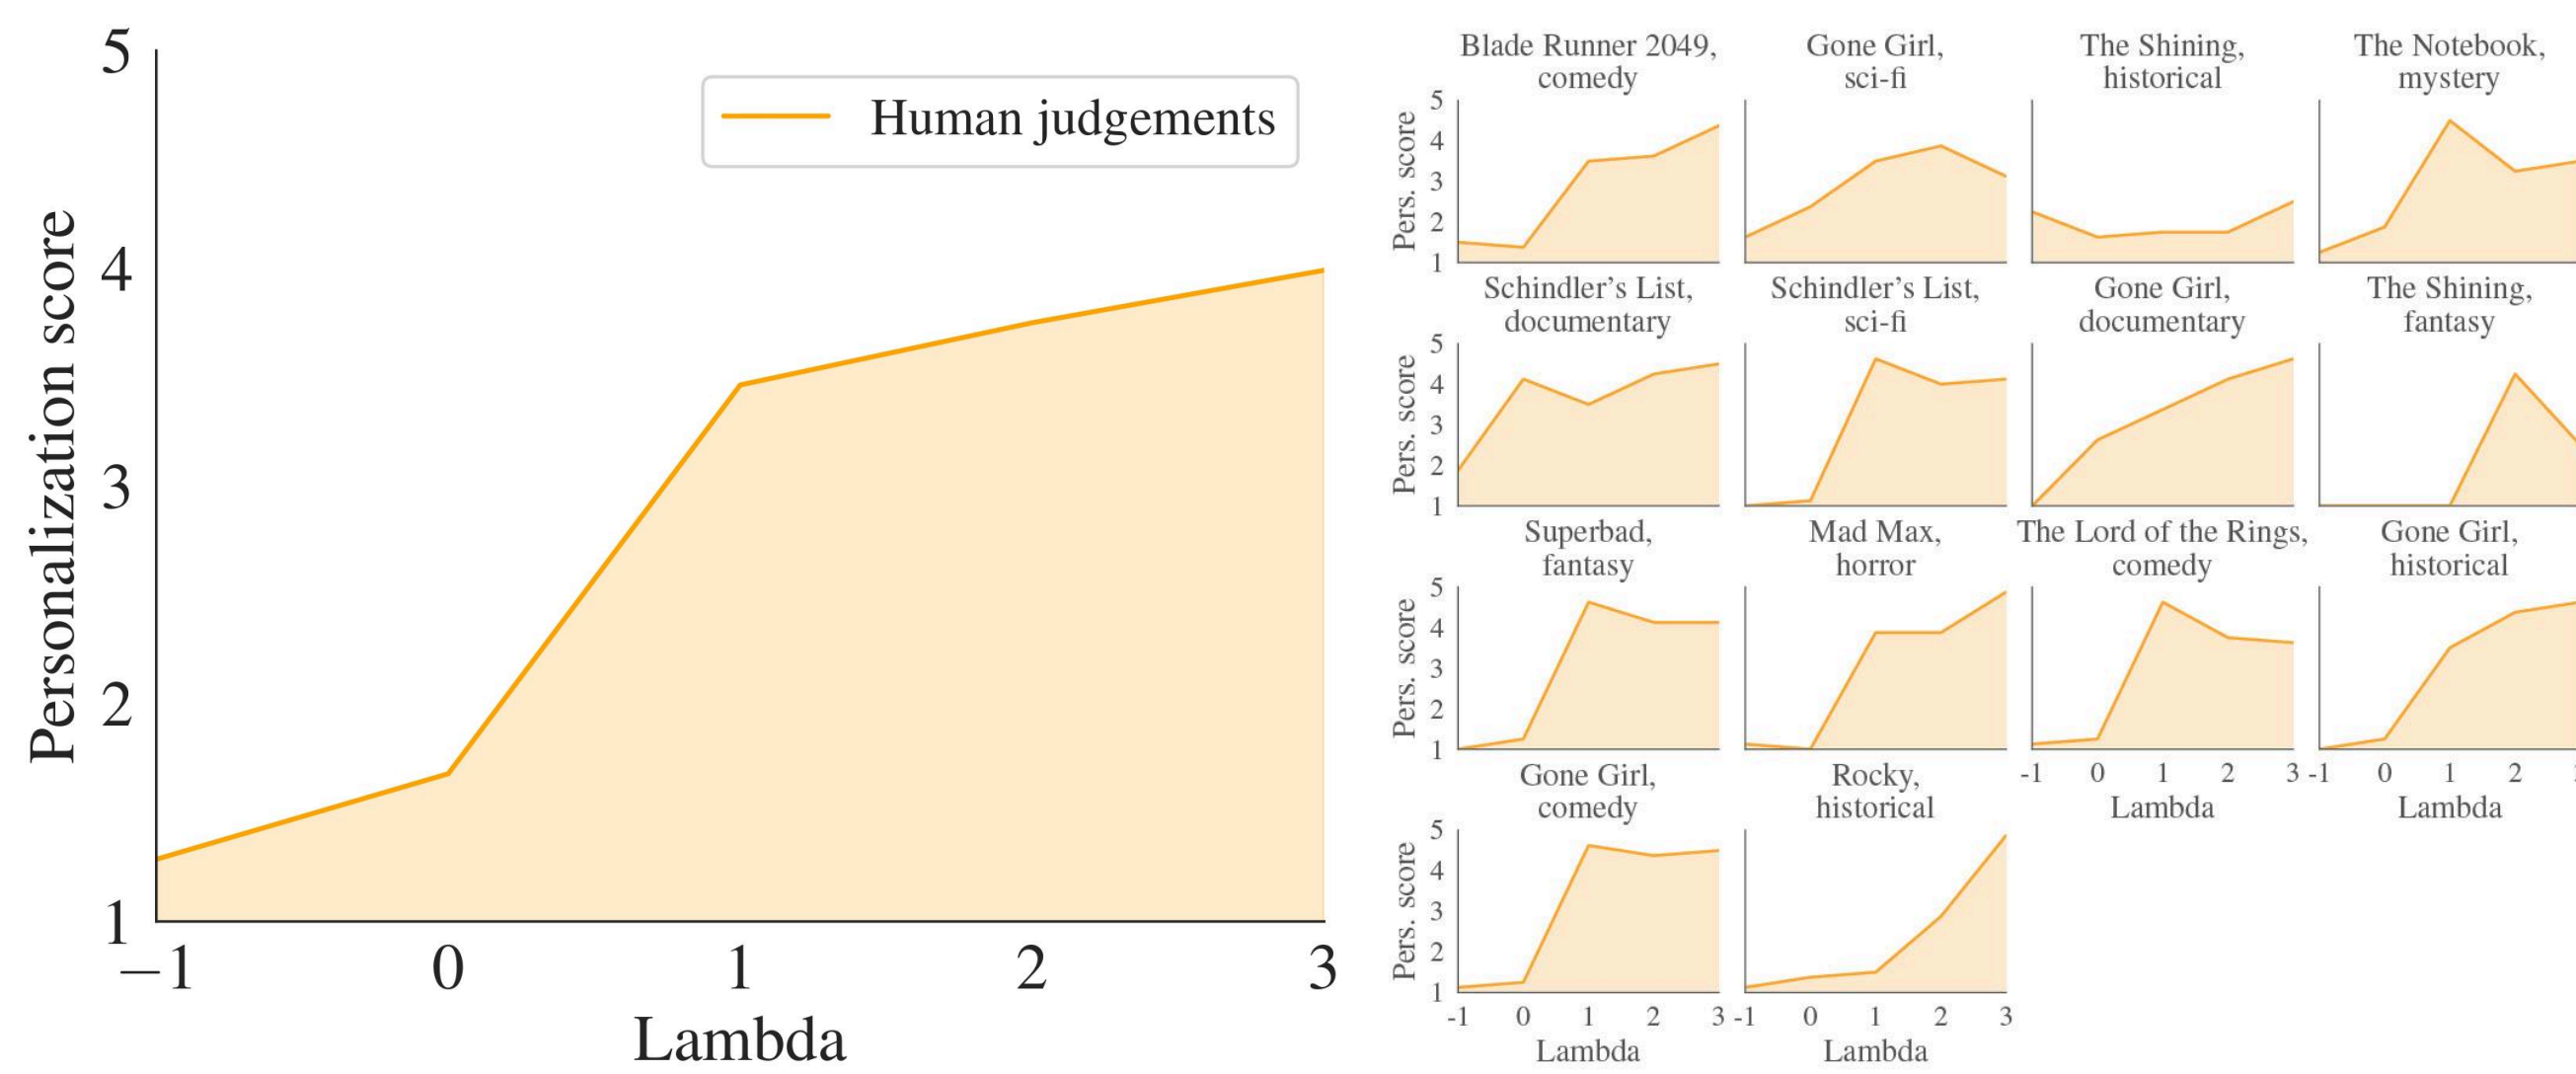 5
4
3
2
1
Personalization score
Human judgements
−1 0 1 2 3
Lambda
Blade Runner 2049,
comedy
Gone Girl,
sci-fi
The Shining,
historical
The Notebook,
mystery
5
4
3
2
1
Pers. score
Schindler’s List,
documentary
Schindler’s List,
sci-fi
Gone Girl,
documentary
The Shining,
fantasy
5
4
3
2
1
Pers. score
Superbad,
fantasy
Mad Max,
horror
The Lord of the Rings,
comedy
Gone Girl,
historical
5
4
3
2
1
Pers. score
-1 0 1 2 3
Lambda
-1 0 1 2
Lambda
Gone Girl,
comedy
Rocky,
historical
5
4
3
2
1
Pers. score
-1 0 1 2 3
Lambda
-1 0 1 2 3
Lambda